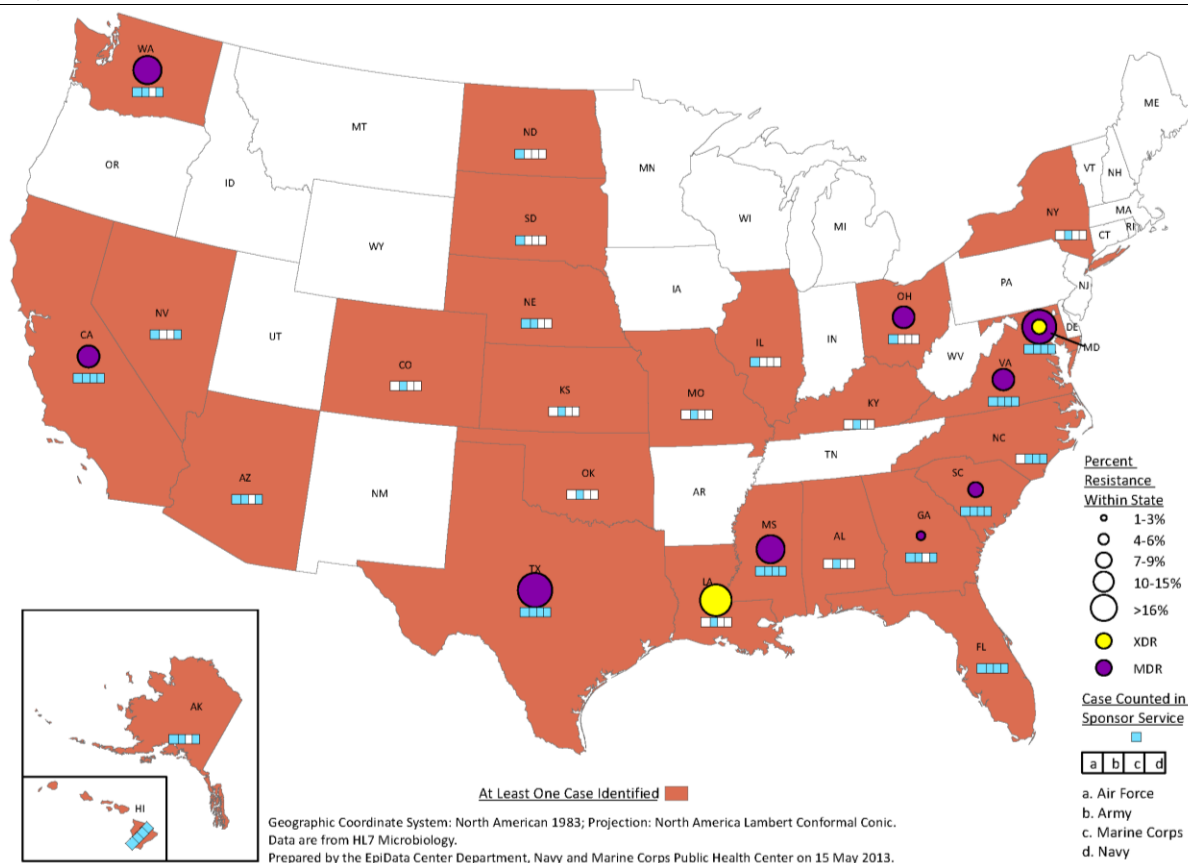 WA
MT
ND
MN
ME
OR
ID
VT
NH
SD
WI
NY
MA
WY
MI
CT
RI
IA
PA
NJ
NE
OH
NV
IN
DE
CA
UT
IL
MD
WV
CO
VA
KS
MO
KY
NC
TN
AZ
OK
SC
NM
AR
GA
MS
AL
TX
LA
FL
AK
HI
Percent
Resistance
Within State
1-3%
4-6%
7-9%
10-15%
>16%
XDR
MDR
Case Counted in
Sponsor Service
a b c d
a. Air Force
b. Army
c. Marine Corps
d. Navy
At Least One Case Identified
Geographic Coordinate System: North American 1983; Projection: North America Lambert Conformal Conic.
Data are from HL7 Microbiology.
Prepared by the EpiData Center Department, Navy and Marine Corps Public Health Center on 15 May 2013.